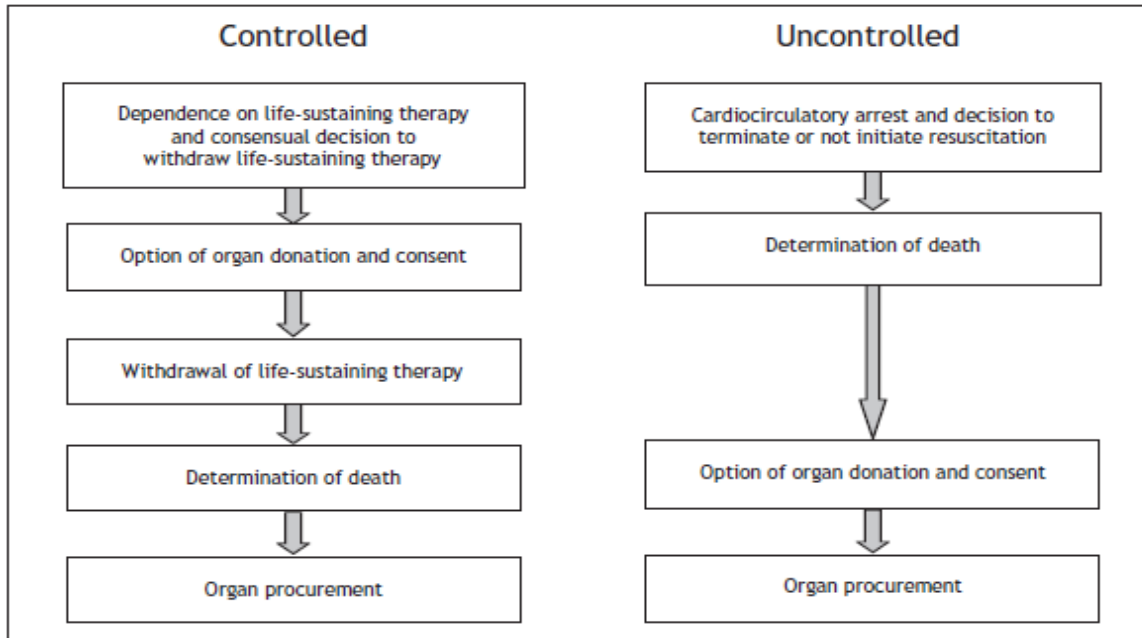 Controlled
Dependence on life-sustaining therapy
and consensual decision to
withdraw life-sustaining therapy
Option of organ donation and consent
Withdrawal of life-sustaining therapy
Determination of death
Organ procurement
Uncontrolled
Cardiocirculatory arrest and decision to
terminate or not initiate resuscitation
Determination of death
Option of organ donation and consent
Organ procurement